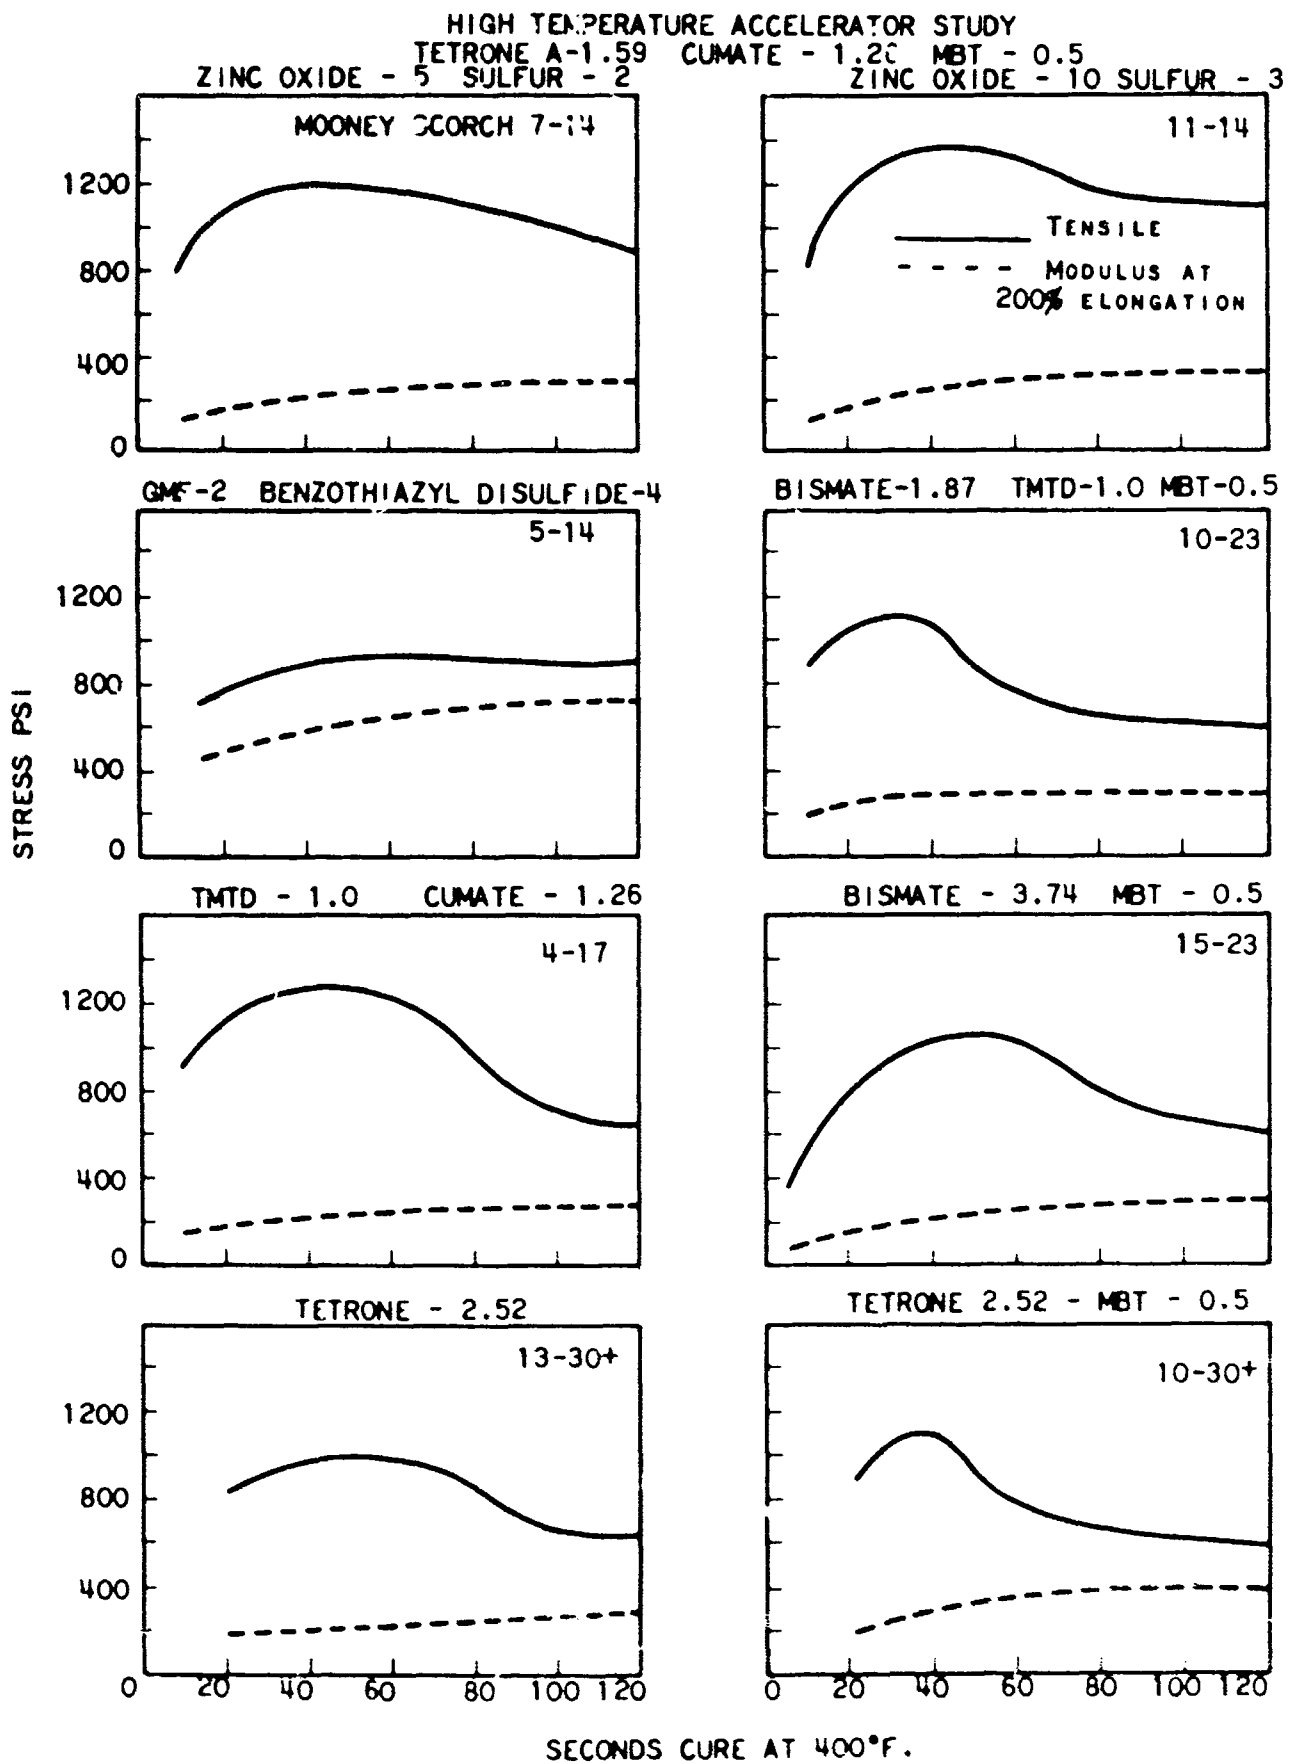 HIGH TEMPERATURE ACCELERATOR STUDY
TETRONE A-1.59 CUMATE - MBT - 0.5
ZINC OXIDE - 5 SULFUR - 2
ZINC OXIDE - 10 SULFUR - 3
MOONEY SCORCH 7-14
11-14
TENSILE
MODULUS AT
200% ELONGATION
1200
800
400
0
GMF-2 BENZOTHIAZYL DISULFIDE-4
BISMATE-1.87 TMTD-1.0 MBT-0.5
5-14
10-23
1200
800
400
0
STRESS PSI
TMTD - 1.0 CUMATE - 1.26
BISMATE - 3.74 MBT - 0.5
4-17
15-23
1200
800
400
0
TETRONE - 2.52
TETRONE 2.52 - MBT - 0.5
13-30+
10-30+
1200
800
400
0 20 40 60 80 100 120
0 20 40 60 80 100 120
SECONDS CURE AT 400°F.